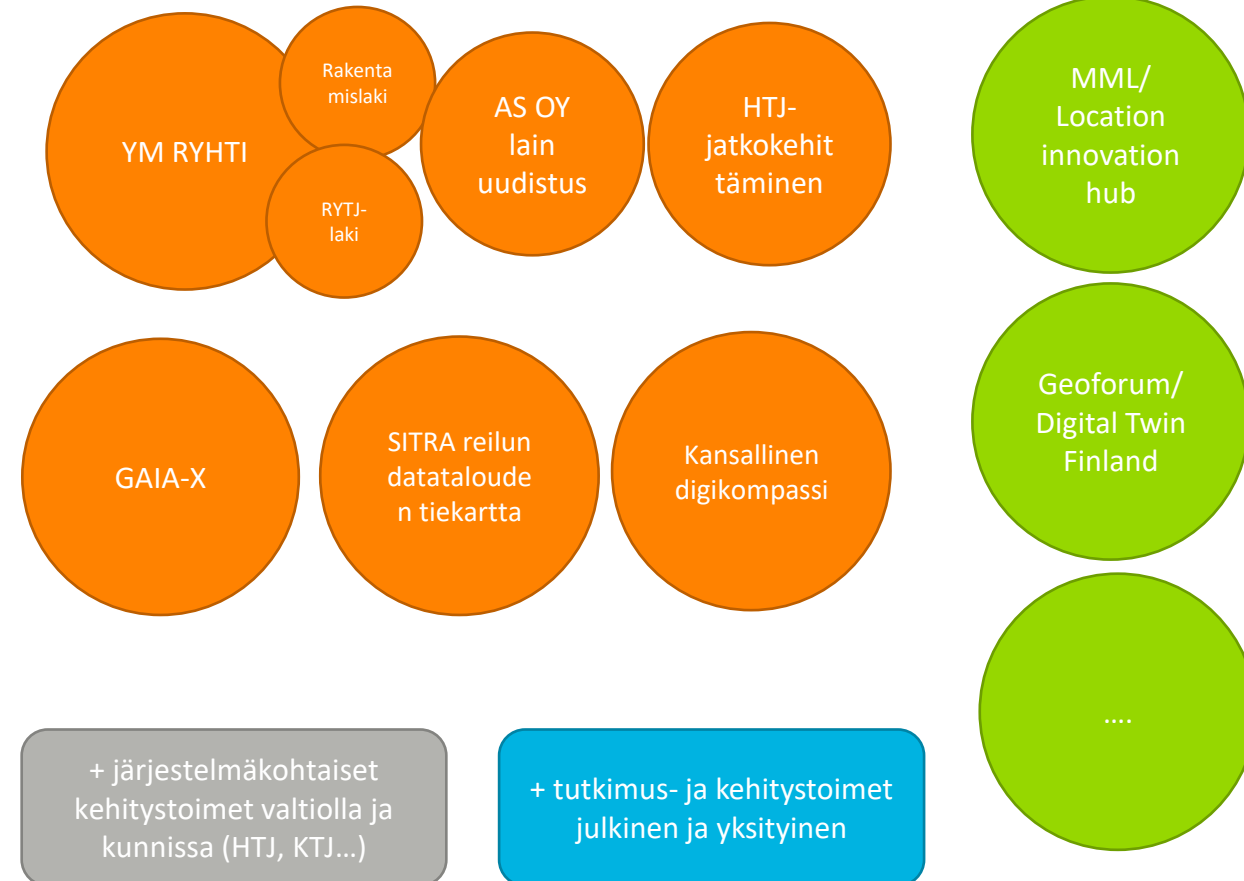 YM RYHTI
Rakenta
mislaki
RYTJ-
laki
AS OY
lain
uudistus
HTJ-
jatkokehit
täminen
MML/
Location
innovation
hub
GAIA-X
SITRA reilun
datataloude
n tiekartta
Kansallinen
digikompassi
Geoforum/
Digital Twin
Finland
....
+ järjestelmäkohtaiset
kehitystoimet valtiolla ja
kunnissa (HTJ, KTJ...)
+ tutkimus- ja kehitystoimet
julkinen ja yksityinen